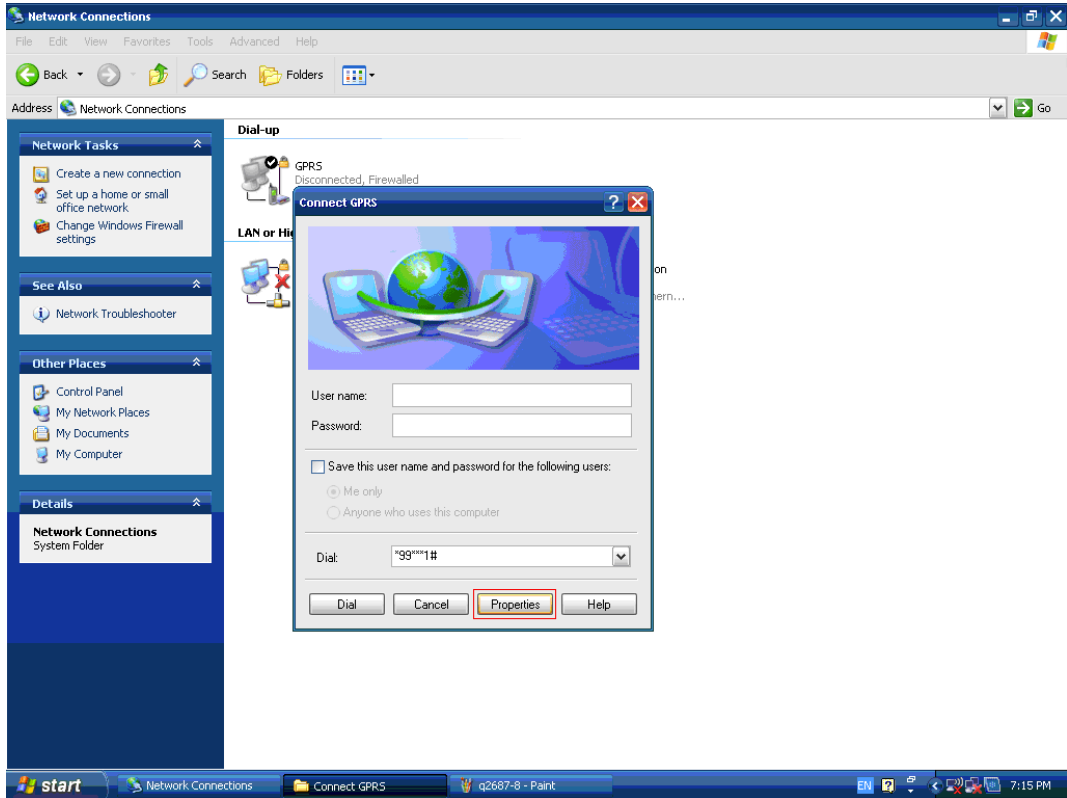 Network Connections
File Edit View Favorites Tools Advanced Help
Back Search Folders
Address Network Connections Go
Network Tasks
Create a new connection
Set up a home or small
office network
Change Windows Firewall
settings
See Also
Network Troubleshooter
Other Places
Control Panel
My Network Places
My Documents
My Computer
Details
Network Connections
System Folder
Dial-up
GPRS
Disconnected, Firewalled
LAN or Hi
on
ern...
Connect GPRS
User name:
Password:
Save this user name and password for the following users:
Me only
Anyone who uses this computer
Dial: *99***1#
Dial Cancel Properties Help
start Network Connections Connect GPRS q2687-8 - Paint EN 7:15 PM